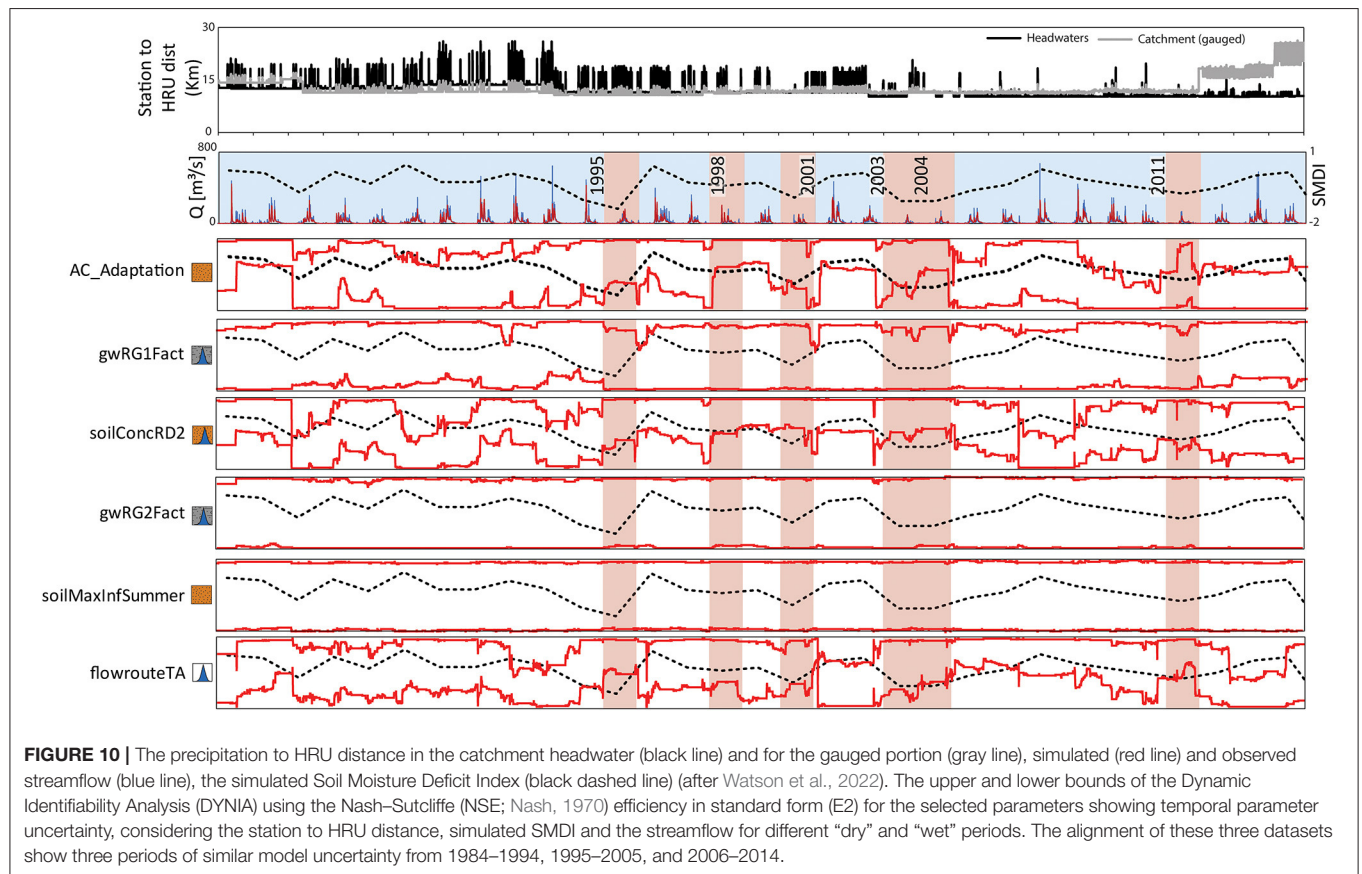 30
Station to
HRU dist
(Km)
15
0
Headwaters
Catchment (gauged)
800
Q [m³/s]
0
1995
1998
2001
2003
2004
2011
1
SMDI
-2
AC_Adaptation
gwRG1Fact
soilConcRD2
gwRG2Fact
soilMaxInfSummer
flowrouteTA
FIGURE 10 | The precipitation to HRU distance in the catchment headwater (black line) and for the gauged portion (gray line), simulated (red line) and observed
streamflow (blue line), the simulated Soil Moisture Deficit Index (black dashed line) (after Watson et al., 2022). The upper and lower bounds of the Dynamic
Identifiability Analysis (DYNIA) using the Nash–Sutcliffe (NSE; Nash, 1970) efficiency in standard form (E2) for the selected parameters showing temporal parameter
uncertainty, considering the station to HRU distance, simulated SMDI and the streamflow for different “dry” and “wet” periods. The alignment of these three datasets
show three periods of similar model uncertainty from 1984–1994, 1995–2005, and 2006–2014.